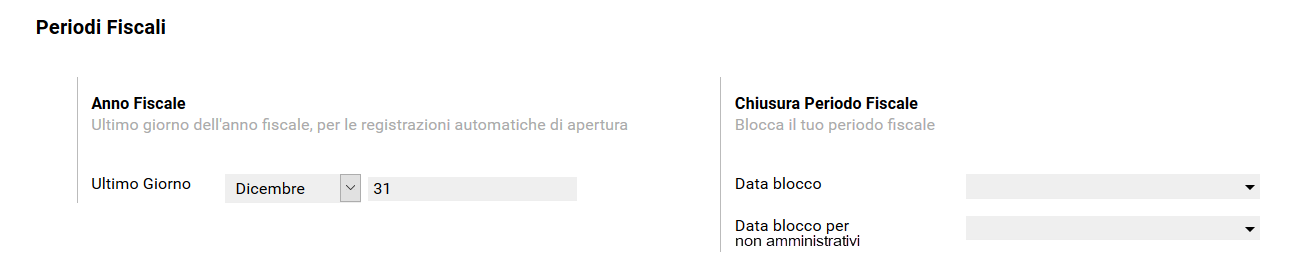 Periodi Fiscali
Anno Fiscale
Ultimo giorno dell'anno fiscale, per le registrazioni automatiche di apertura
Ultimo Giorno
Dicembre
31
Chiusura Periodo Fiscale
Blocca il tuo periodo fiscale
Data blocco
Data blocco per
non amministrativi